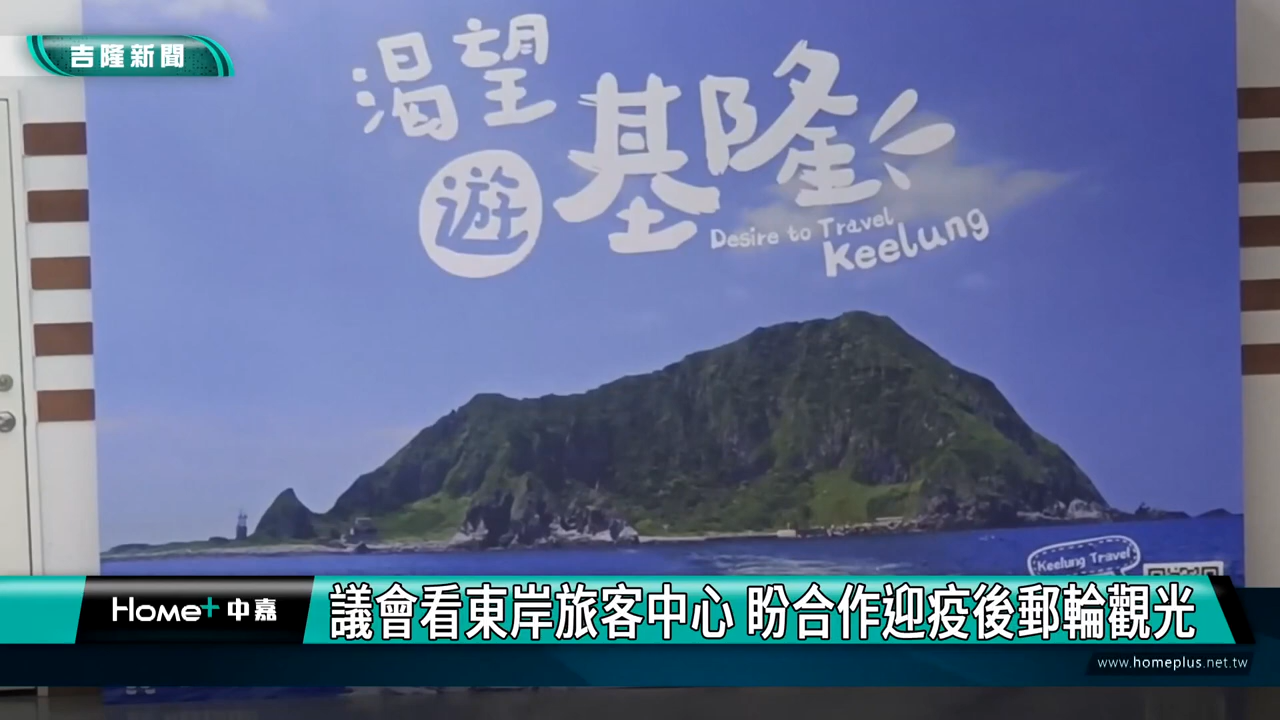 吉隆新聞
渴望
遊基隆
Desire to Travel
Keelung
Keelung Travel
Home+中嘉
議會看東岸旅客中心 盼合作迎疫後郵輪觀光
www.homeplus.net.tw